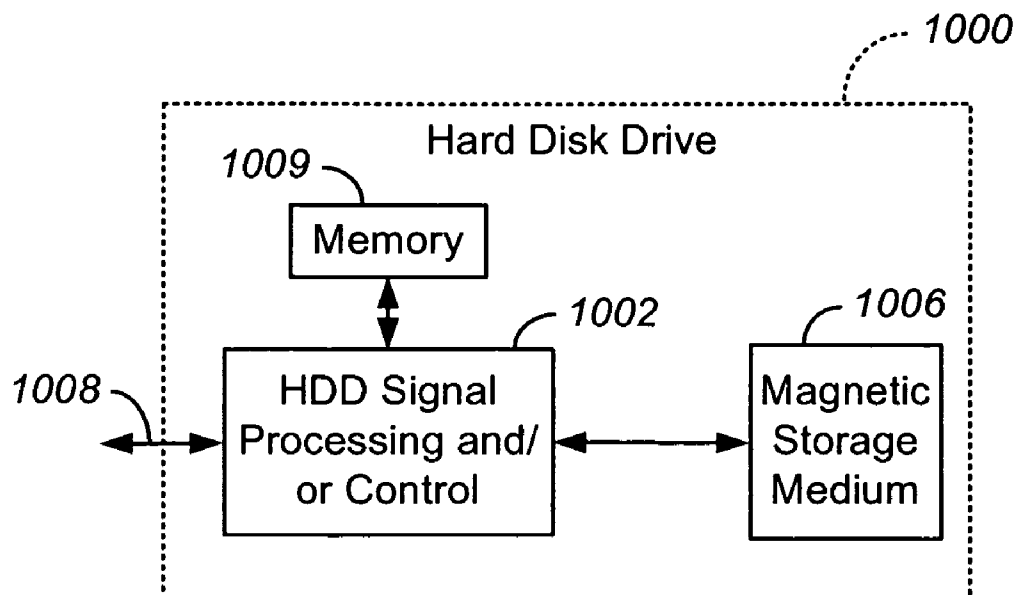 1000
Hard Disk Drive
1009
Memory
1002
1006
1008
HDD Signal
Processing and/
or Control
Magnetic
Storage
Medium